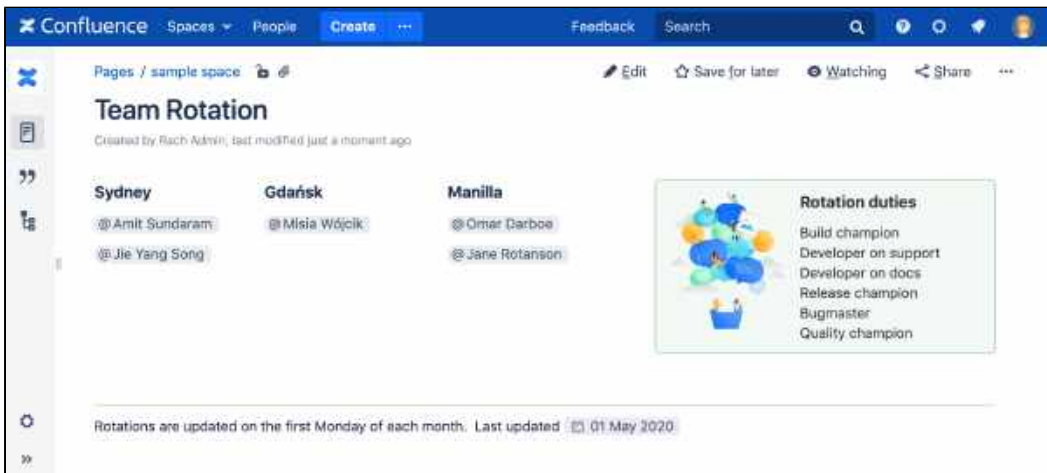 Confluence Spaces People Create ··· Feedback Search
Pages / sample space
Edit Save for later Watching Share ···
Team Rotation
Created by Rach Admin, last modified just a moment ago
Sydney
@Amit Sundaram
@Jie Yang Song
Gdańsk
@Misia Wójcik
Manilla
@Omar Darboe
@Jane Rotanson
Rotation duties
Build champion
Developer on support
Developer on docs
Release champion
Bugmaster
Quality champion
Rotations are updated on the first Monday of each month. Last updated 01 May 2020